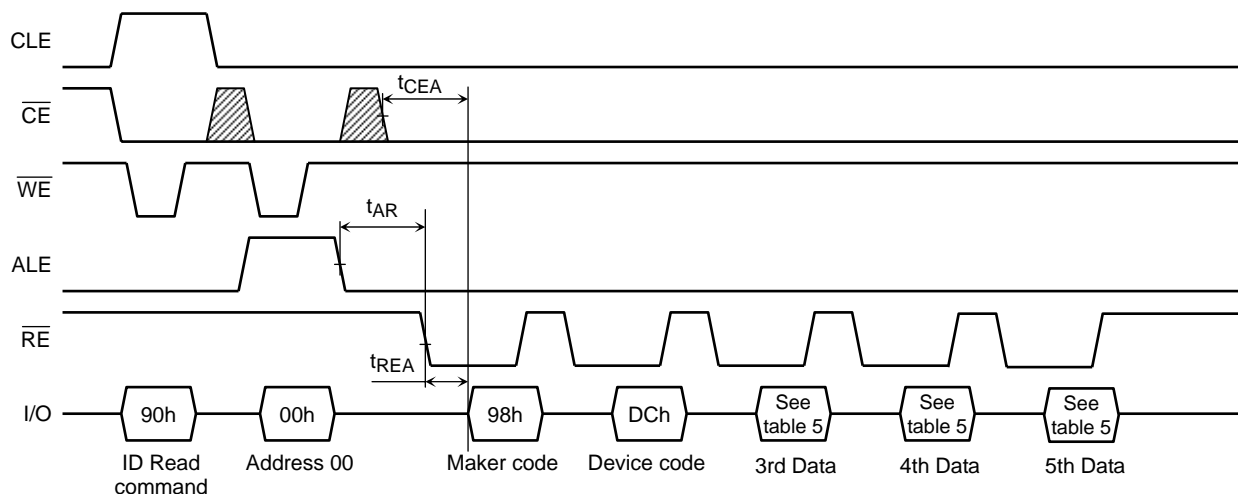 CLE
tCEA
CE
WE
tAR
ALE
RE
tREA
I/O
90h
00h
98h
DCh
See table 5
See table 5
See table 5
ID Read command
Address 00
Maker code
Device code
3rd Data
4th Data
5th Data